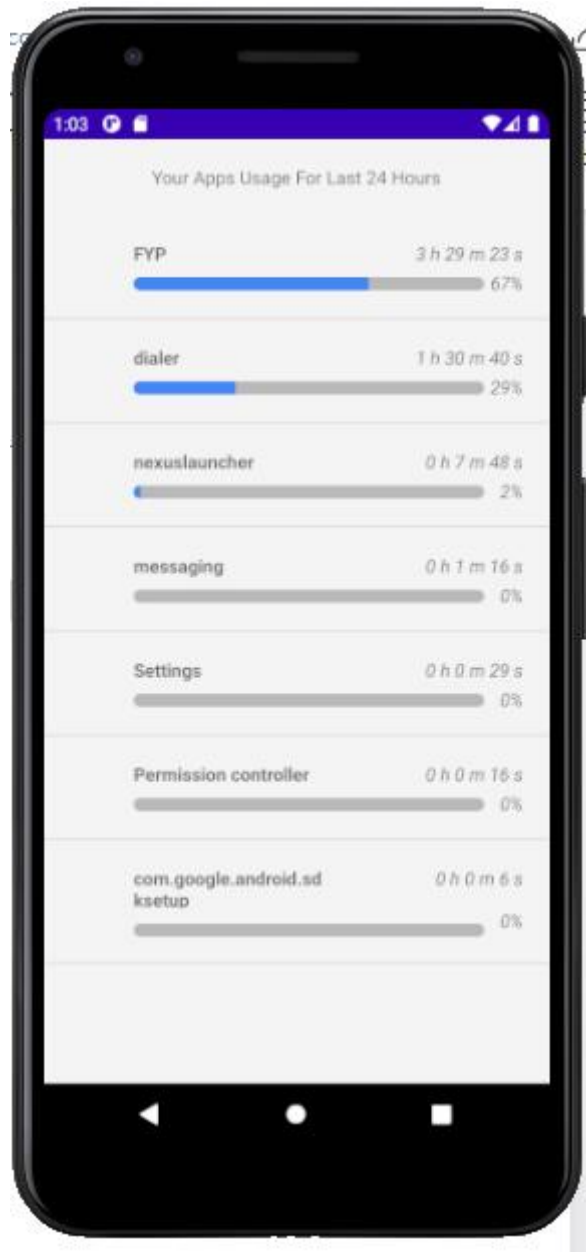 1:03
Your Apps Usage For Last 24 Hours
FYP 3 h 29 m 23 s
67%
dialer 1 h 30 m 40 s
29%
nexuslauncher 0 h 7 m 48 s
2%
messaging 0 h 1 m 16 s
0%
Settings 0 h 0 m 29 s
0%
Permission controller 0 h 0 m 16 s
0%
com.google.android.sd 0 h 0 m 6 s
ksetup
0%